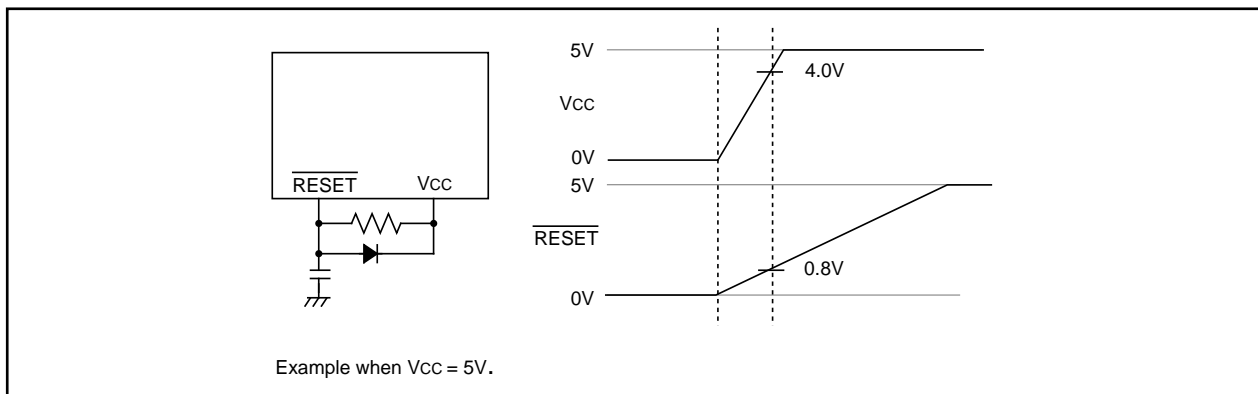 RESET
VCC
5V
4.0V
VCC
0V
5V
RESET
0.8V
0V
Example when VCC = 5V.